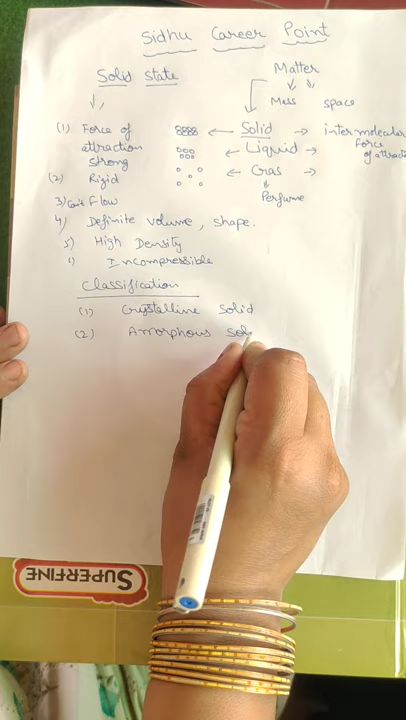 Sidhu Career Point
Solid state
Matter
Mass space
(1) Force of attraction strong
Solid intermolecular Force of attrac
Liquid
(2) Rigid
Gas
Perfume
3) Can't Flow
4) Definite volume, shape.
5) High Density
Incompressible
Classification
(1) Crystalline Solid
(2) Amorphous Sol
SUPERFINE